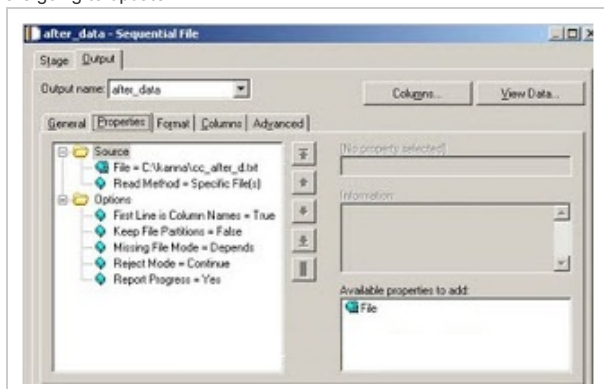 after_data - Sequential File
Stage Output
Output name: after_data
Columns... View Data...
General Properties Format Columns Advanced
Source
File = C:\kanna\cc_after_d.txt
Read Method = Specific File(s)
Options
First Line is Column Names = True
Keep File Partitions = False
Missing File Mode = Depends
Reject Mode = Continue
Report Progress = Yes
[No property selected]
Information:
Available properties to add:
File